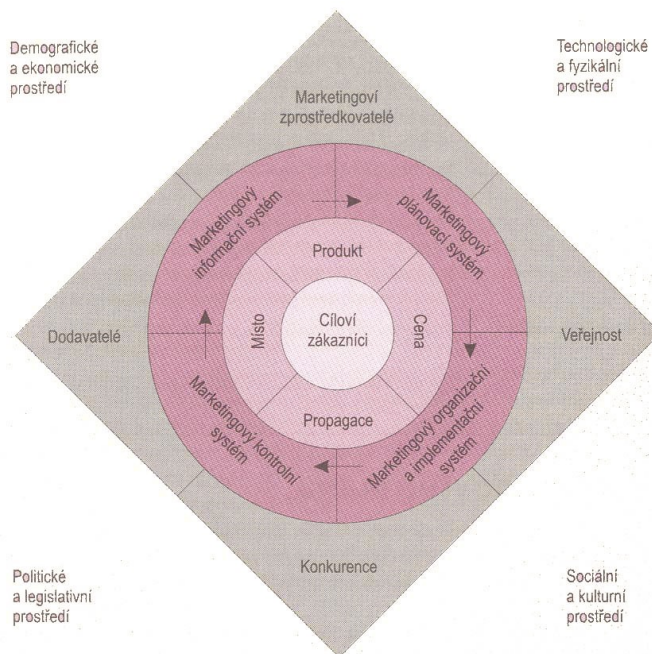 Demografické
a ekonomické
prostředí
Technologické
a fyzikální
prostředí
Marketingoví
zprostředkovatelé
Marketingový
informační systém
Marketingový
plánovací systém
Produkt
Dodavatelé
Místo
Cíloví
zákazníci
Cena
Veřejnost
Propagace
Marketingový kontrolní
systém
Marketingový organizační
a implementační
systém
Konkurence
Politické
a legislativní
prostředí
Sociální
a kulturní
prostředí